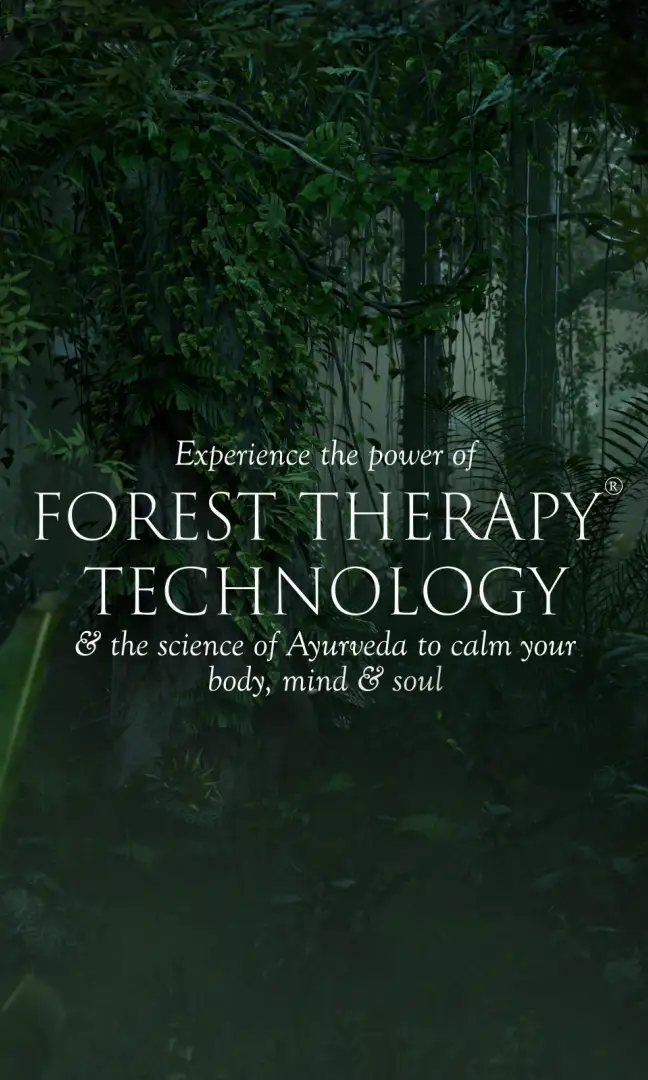 Experience the power of
FOREST THERAPY®
TECHNOLOGY
& the science of Ayurveda to calm your
body, mind & soul